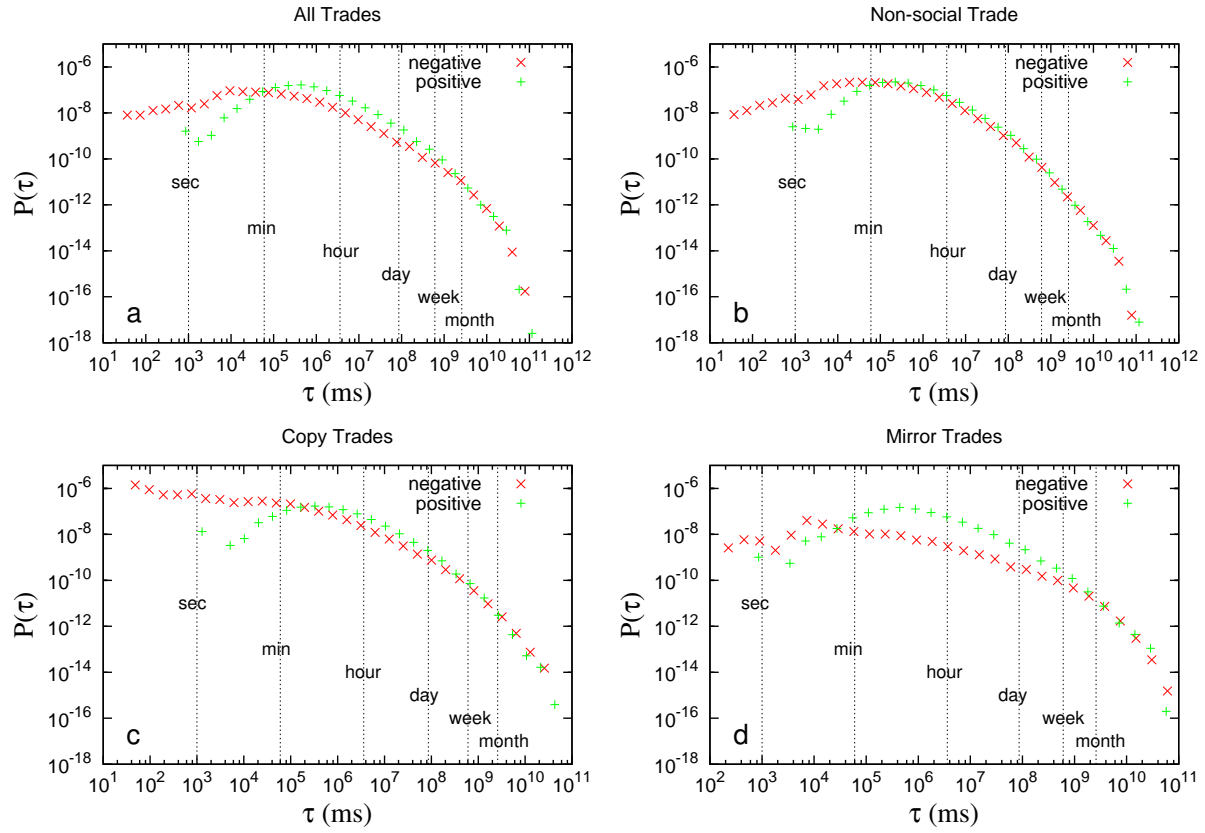 All Trades
negative
positive
P(τ)
10^-6
10^-8
10^-10
10^-12
10^-14
10^-16
10^-18
sec
min
hour
day
week
month
a
10^1 10^2 10^3 10^4 10^5 10^6 10^7 10^8 10^9 10^10 10^11 10^12
τ (ms)
Non-social Trade
negative
positive
P(τ)
10^-6
10^-8
10^-10
10^-12
10^-14
10^-16
10^-18
sec
min
hour
day
week
month
b
10^1 10^2 10^3 10^4 10^5 10^6 10^7 10^8 10^9 10^10 10^11 10^12
τ (ms)
Copy Trades
negative
positive
P(τ)
10^-6
10^-8
10^-10
10^-12
10^-14
10^-16
10^-18
sec
min
hour
day
week
month
c
10^1 10^2 10^3 10^4 10^5 10^6 10^7 10^8 10^9 10^10 10^11
τ (ms)
Mirror Trades
negative
positive
P(τ)
10^-6
10^-8
10^-10
10^-12
10^-14
10^-16
10^-18
sec
min
hour
day
week
month
d
10^2 10^3 10^4 10^5 10^6 10^7 10^8 10^9 10^10 10^11
τ (ms)